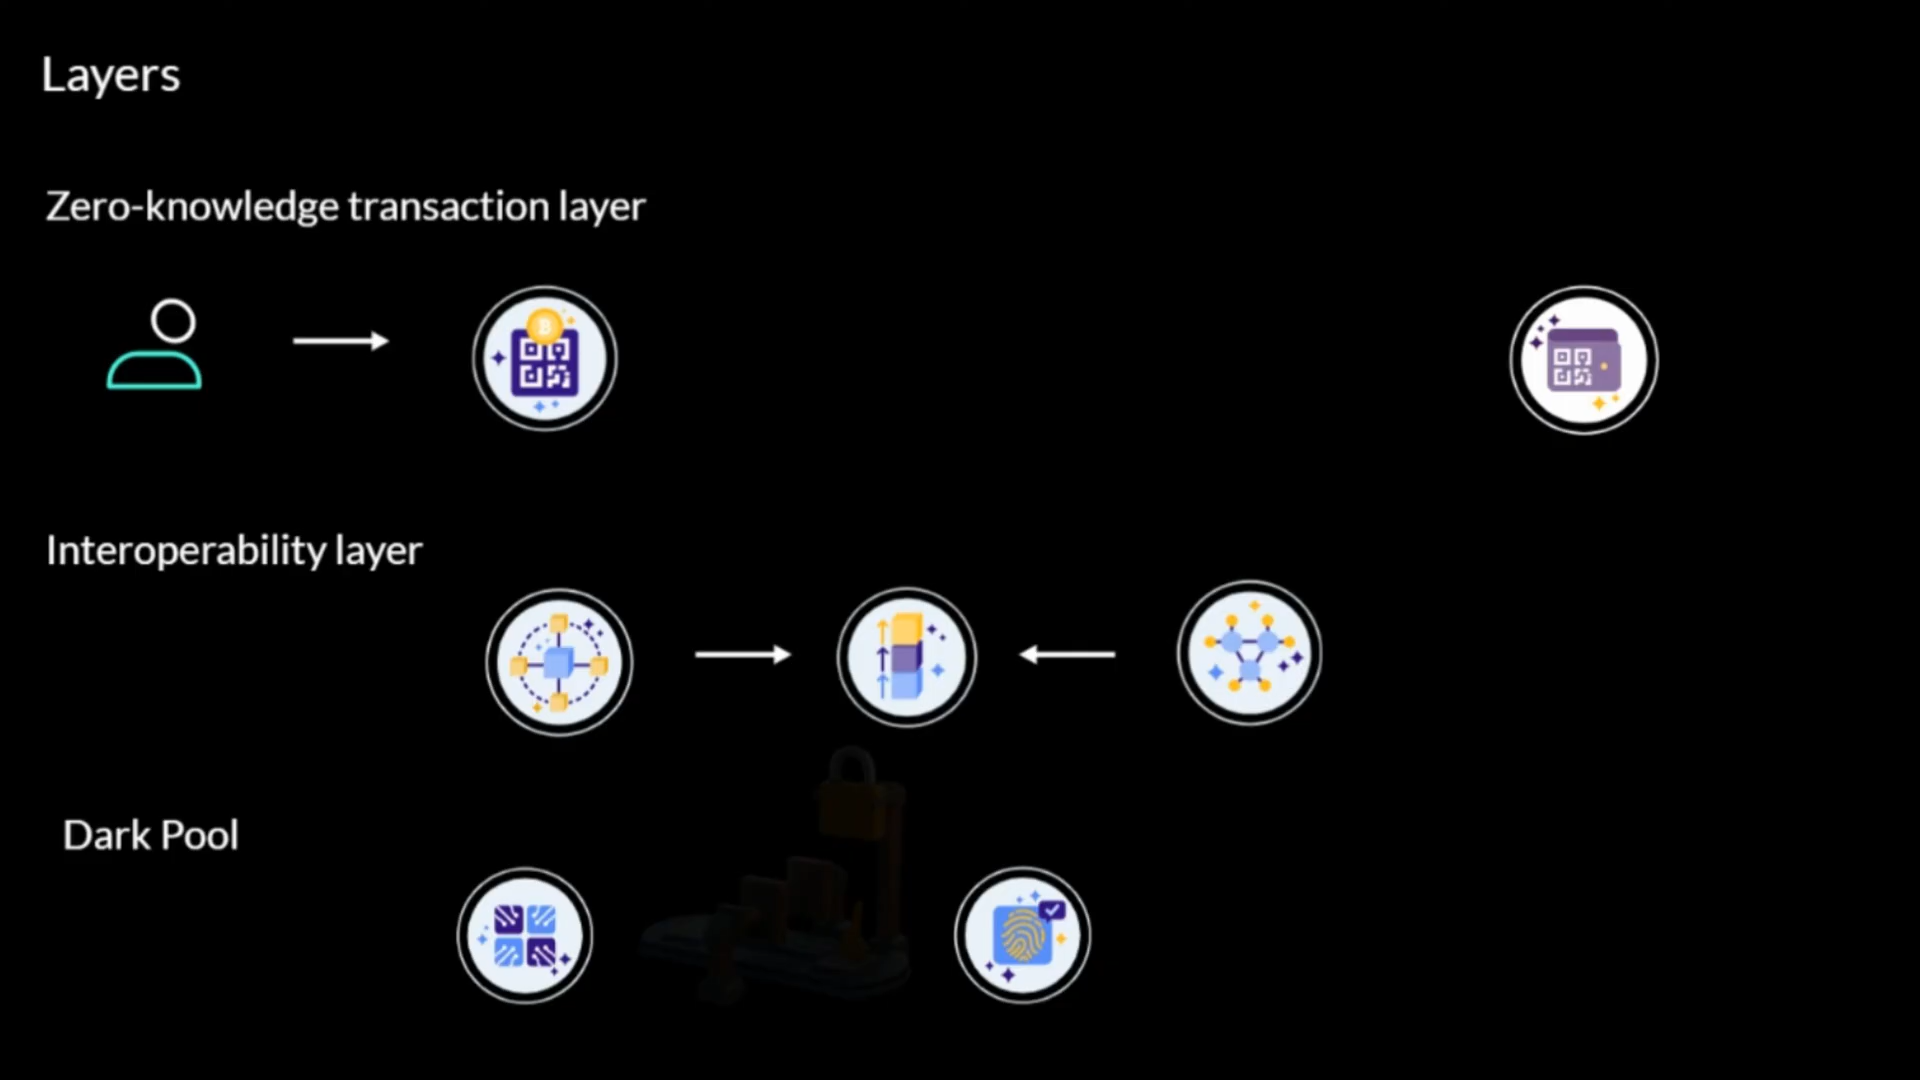 Layers
Zero-knowledge transaction layer
Interoperability layer
Dark Pool